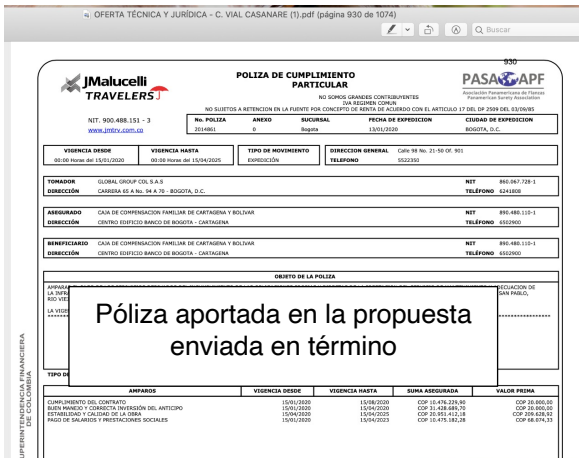 OFERTA TÉCNICA Y JURÍDICA - C. VIAL CASANARE (1).pdf (página 930 de 1074)
Buscar
930
JMalucelli
TRAVELERS
POLIZA DE CUMPLIMIENTO
PARTICULAR
PASA APF
Asociación Panamericana de Fianzas
Panamerican Surety Association
NO SOMOS GRANDES CONTRIBUYENTES
IVA REGIMEN COMUN
NO SUJETOS A RETENCION EN LA FUENTE POR CONCEPTO DE RENTA DE ACUERDO CON EL ARTICULO 17 DEL DP 2509 DEL 03/09/85
NIT. 900.488.151 - 3
www.jmtrv.com.co
No. POLIZA ANEXO SUCURSAL FECHA DE EXPEDICION CIUDAD DE EXPEDICION
2014861 0 Bogota 13/01/2020 BOGOTA, D.C.
VIGENCIA DESDE VIGENCIA HASTA TIPO DE MOVIMIENTO DIRECCION GENERAL Calle 98 No. 21-50 Of. 901
00:00 Horas del 15/01/2020 00:00 Horas del 15/04/2025 EXPEDICIÓN TELEFONO 5522350
TOMADOR GLOBAL GROUP COL S.A.S NIT 860.067.728-1
DIRECCIÓN CARRERA 65 A No. 94 A 70 - BOGOTA, D.C. TELÉFONO 6241808
ASEGURADO CAJA DE COMPENSACION FAMILIAR DE CARTAGENA Y BOLIVAR NIT 890.480.110-1
DIRECCIÓN CENTRO EDIFICIO BANCO DE BOGOTA - CARTAGENA TELÉFONO 6502900
BENEFICIARIO CAJA DE COMPENSACION FAMILIAR DE CARTAGENA Y BOLIVAR NIT 890.480.110-1
DIRECCIÓN CENTRO EDIFICIO BANCO DE BOGOTA - CARTAGENA TELÉFONO 6502900
OBJETO DE LA POLIZA
DECUACION DE
LA INFR SAN PABLO,
RIO VIE
LA VIGE
Póliza aportada en la propuesta
enviada en término
TIPO DE
AMPAROS VIGENCIA DESDE VIGENCIA HASTA SUMA ASEGURADA VALOR PRIMA
CUMPLIMIENTO DEL CONTRATO 15/01/2020 15/08/2020 COP 10.476.229,90 COP 20.000,00
BUEN MANEJO Y CORRECTA INVERSIÓN DEL ANTICIPO 15/01/2020 15/04/2020 COP 31.428.689,70 COP 20.000,00
ESTABILIDAD Y CALIDAD DE LA OBRA 15/04/2020 15/04/2025 COP 20.951.412,18 COP 209.628,92
PAGO DE SALARIOS Y PRESTACIONES SOCIALES 15/01/2020 15/04/2023 COP 10.475.182,28 COP 68.074,33
SUPERINTENDENCIA FINANCIERA
DE COLOMBIA